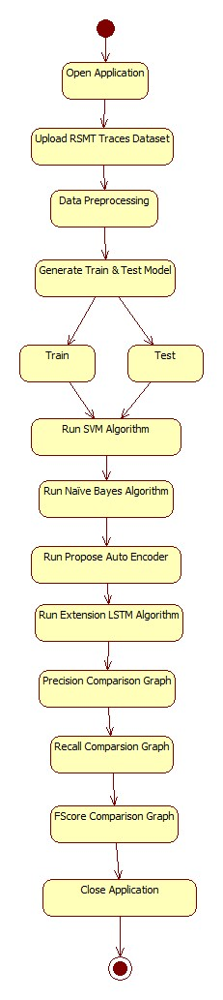 Open Application
Upload RSMT Traces Dataset
Data Preprocessing
Generate Train & Test Model
Train
Test
Run SVM Algorithm
Run Naïve Bayes Algorithm
Run Propose Auto Encoder
Run Extension LSTM Algorithm
Precision Comparison Graph
Recall Comparsion Graph
FScore Comparison Graph
Close Application